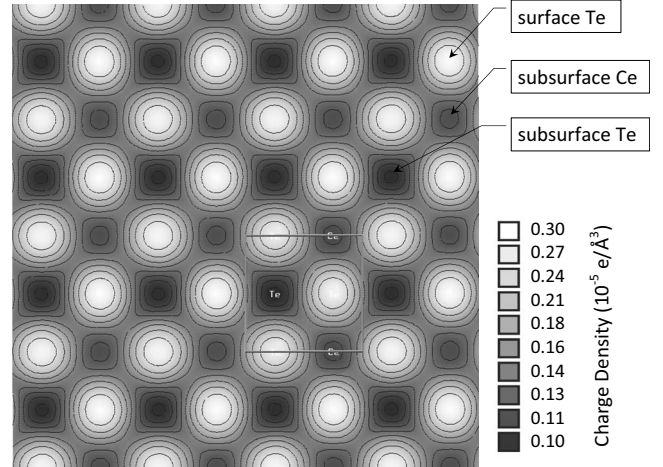 surface Te
subsurface Ce
subsurface Te
0.30
0.27
0.24
0.21
0.18
0.16
0.14
0.13
0.11
0.10
Charge Density (10⁻⁵ e/Å³)
Ce
Te
Ce